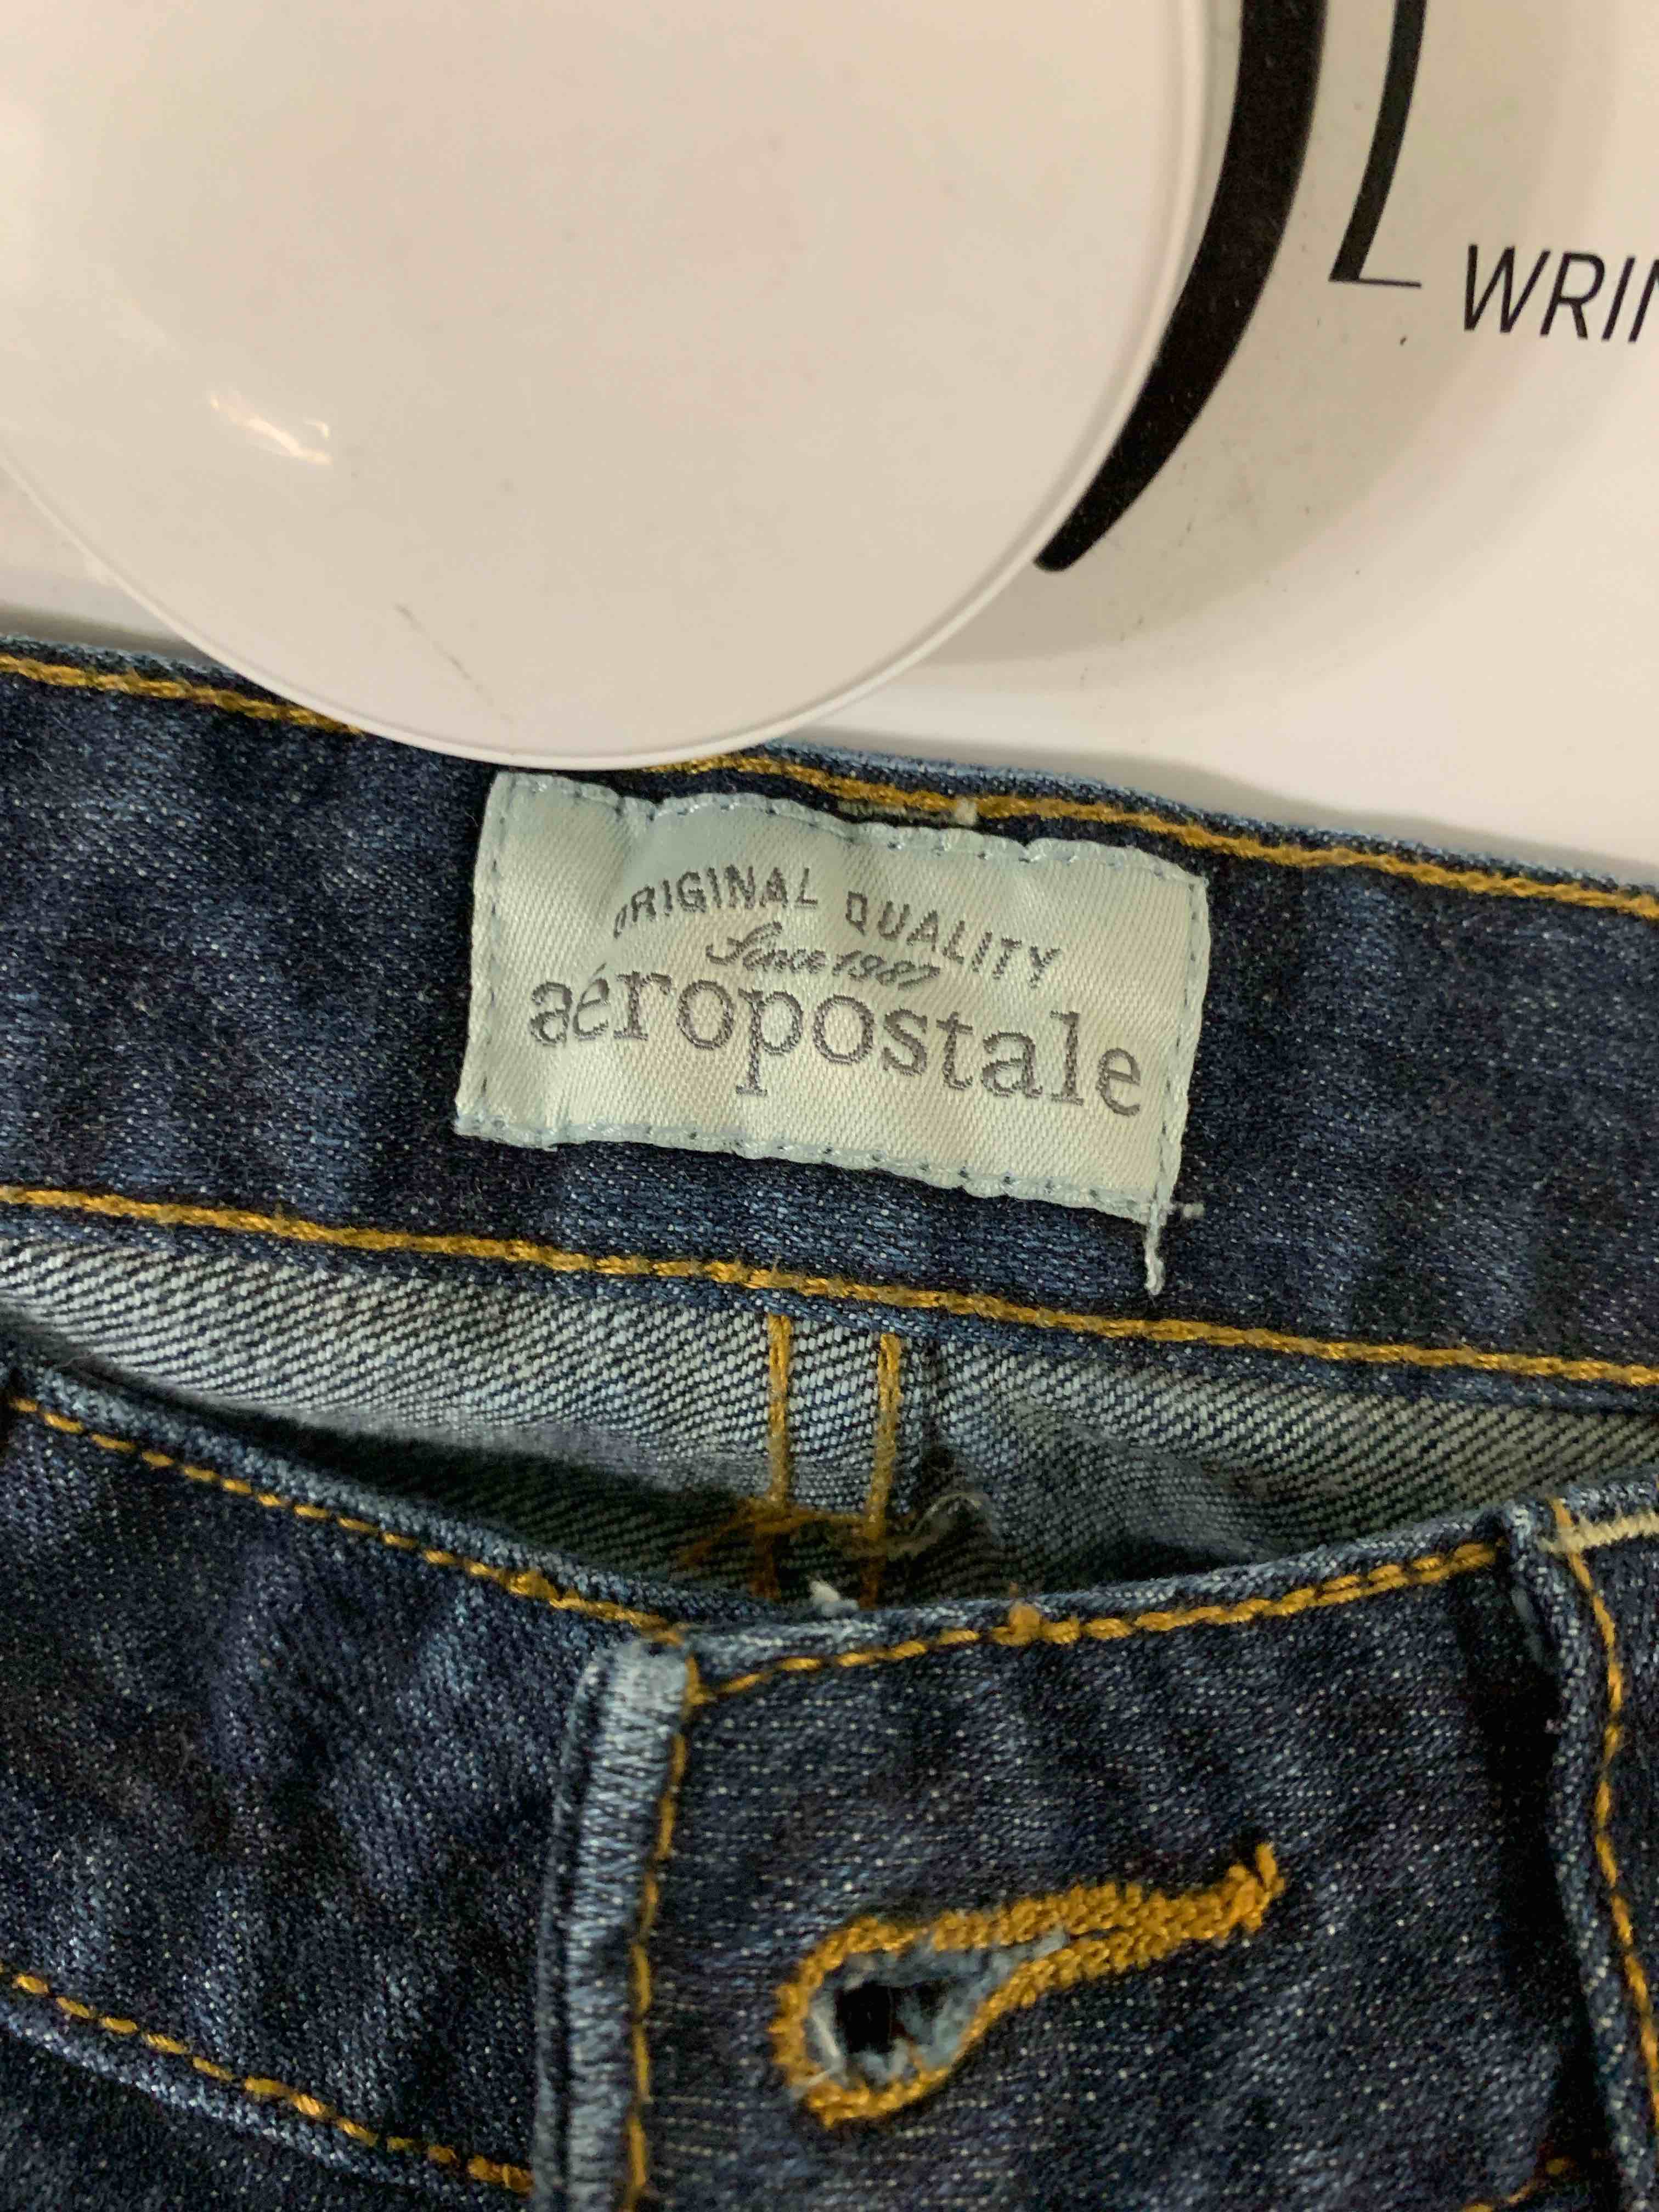 WRIN
ORIGINAL QUALITY
Since 1987
aéropostale